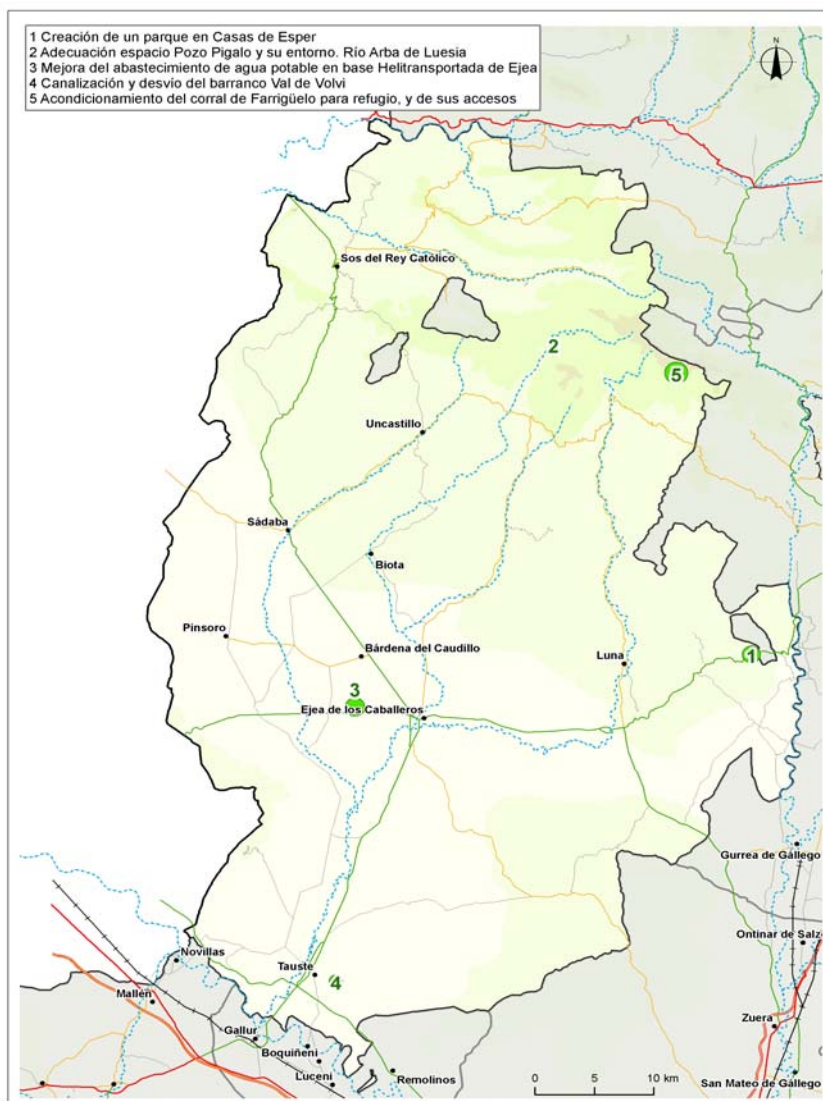 1 Creación de un parque en Casas de Esper
2 Adecuación espacio Pozo Pigalo y su entorno. Río Arba de Luesia
3 Mejora del abastecimiento de agua potable en base Helitransportada de Ejea
4 Canalización y desvío del barranco Val de Volvi
5 Acondicionamiento del corral de Farrigüelo para refugio, y de sus accesos
N
Sos del Rey Católico
2
5
Uncastillo
Sádaba
Biota
Pinsoro
Bárdena del Caudillo
Luna
1
3
Ejea de los Caballeros
Gurrea de Gállego
Ontinar de Salz
Novillas
Tauste
4
Mallén
Zuera
Gallur
Boquiñeni
Luceni
Remolinos
San Mateo de Gállego
0 5 10 km